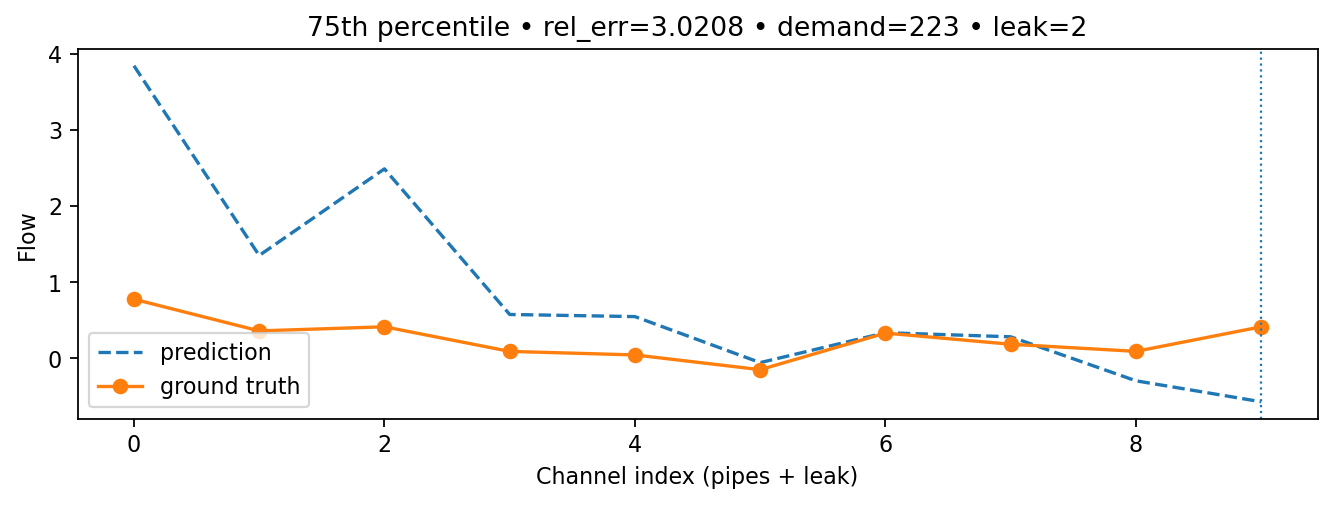 75th percentile • rel_err=3.0208 • demand=223 • leak=2
4
3
2
1
0
Flow
prediction
ground truth
0 2 4 6 8
Channel index (pipes + leak)